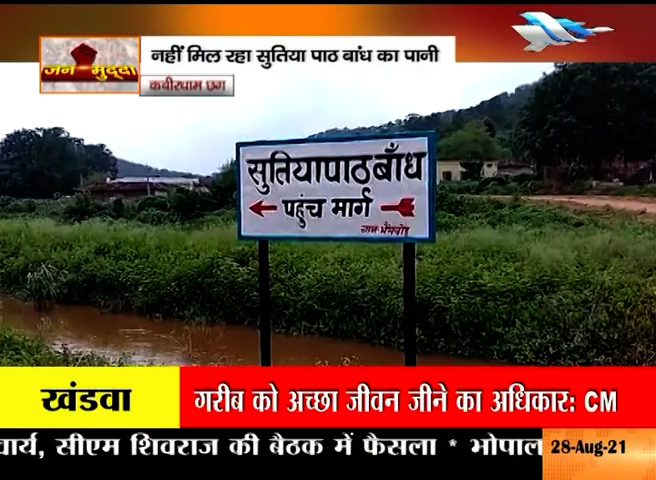 नहीं मिल रहा सुतिया पाठ बांध का पानी
जन मुद्दा
कबीरधाम छग
सुतियापाठ बाँध
पहुंच मार्ग
खंडवा
गरीब को अच्छा जीवन जीने का अधिकार: CM
वार्य, सीएम शिवराज की बैठक में फैसला * भोपाल
28-Aug-21